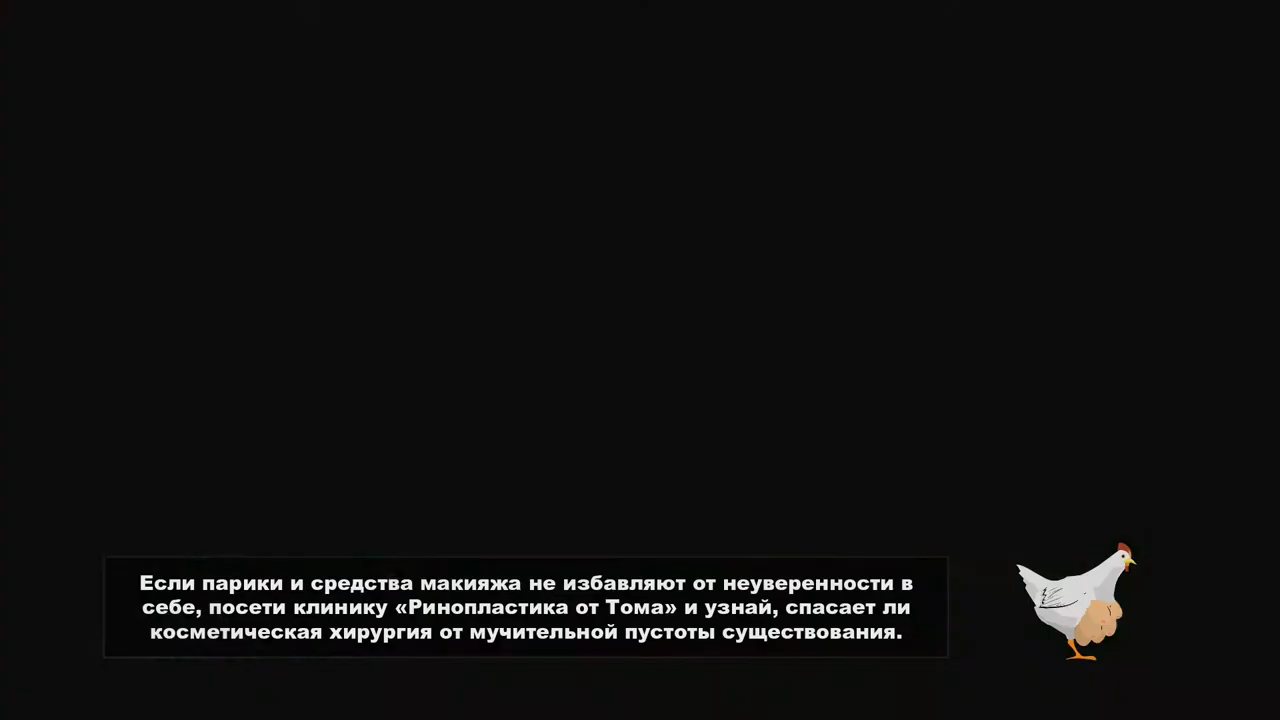 Если парики и средства макияжа не избавляют от неуверенности в
себе, посети клинику «Ринопластика от Тома» и узнай, спасает ли
косметическая хирургия от мучительной пустоты существования.